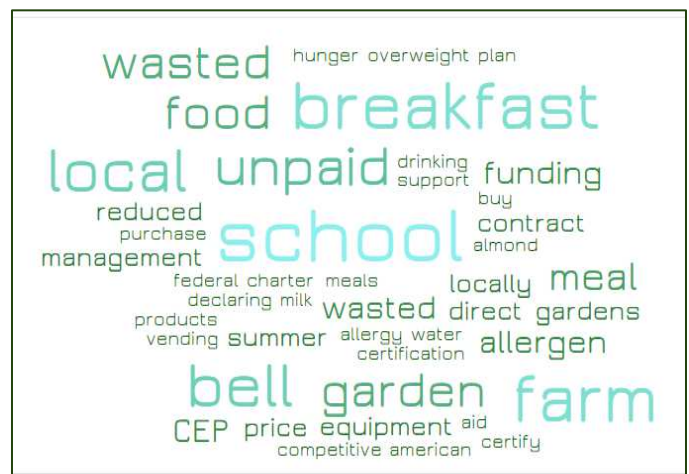 wasted hunger overweight plan
food breakfast
local unpaid drinking support funding
buy
reduced contract
purchase school almond
management
federal charter meals locally meal
declaring milk wasted direct gardens
products
vending summer allergy water allergen
certification
bell garden farm
CEP price equipment aid
competitive american certify